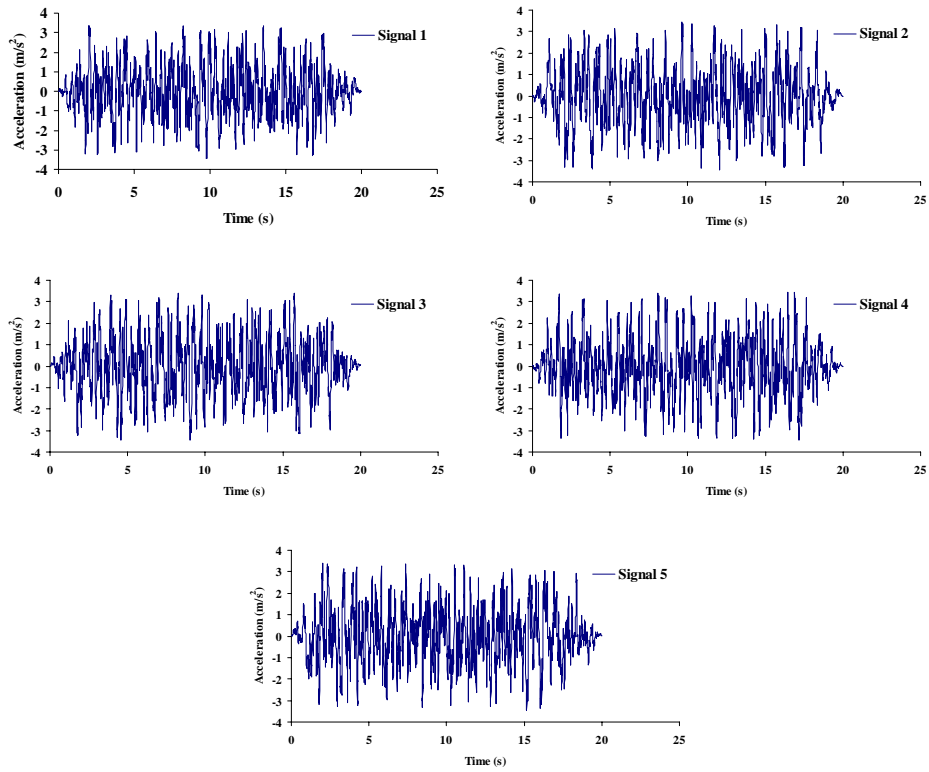 Signal 1
Acceleration (m/s²)
4
3
2
1
0
-1
-2
-3
-4
0 5 10 15 20 25
Time (s)
Signal 2
Acceleration (m/s²)
4
3
2
1
0
-1
-2
-3
-4
0 5 10 15 20 25
Time (s)
Signal 3
Acceleration (m/s²)
4
3
2
1
0
-1
-2
-3
-4
0 5 10 15 20 25
Time (s)
Signal 4
Acceleration (m/s²)
4
3
2
1
0
-1
-2
-3
-4
0 5 10 15 20 25
Time (s)
Signal 5
Acceleration (m/s²)
4
3
2
1
0
-1
-2
-3
-4
0 5 10 15 20 25
Time (s)